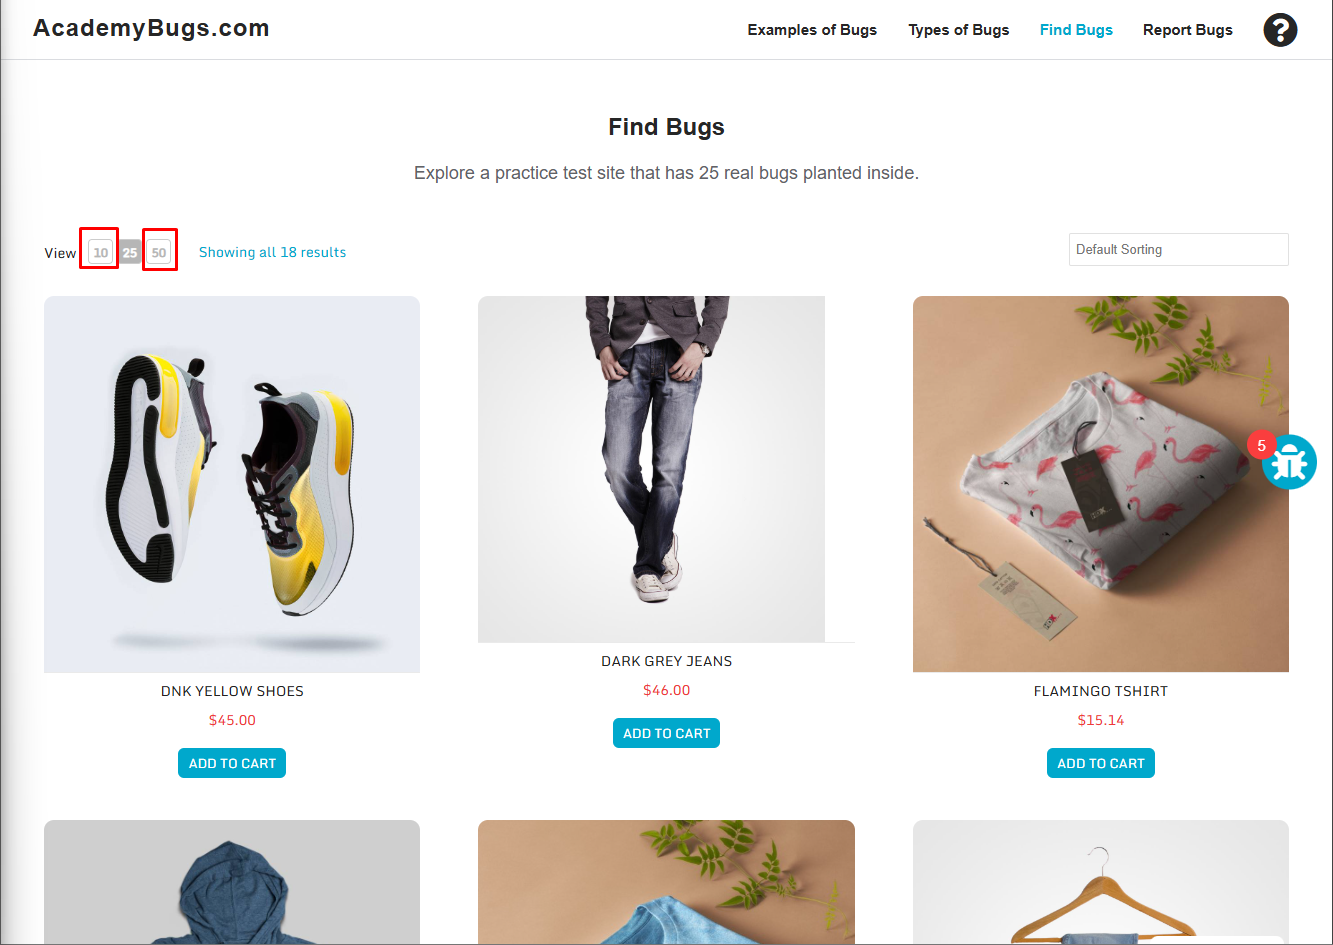 AcademyBugs.com
Examples of Bugs Types of Bugs Find Bugs Report Bugs ?
Find Bugs
Explore a practice test site that has 25 real bugs planted inside.
View 10 25 50 Showing all 18 results
Default Sorting
5
DNK YELLOW SHOES
$45.00
ADD TO CART
DARK GREY JEANS
$46.00
ADD TO CART
FLAMINGO TSHIRT
$15.14
ADD TO CART